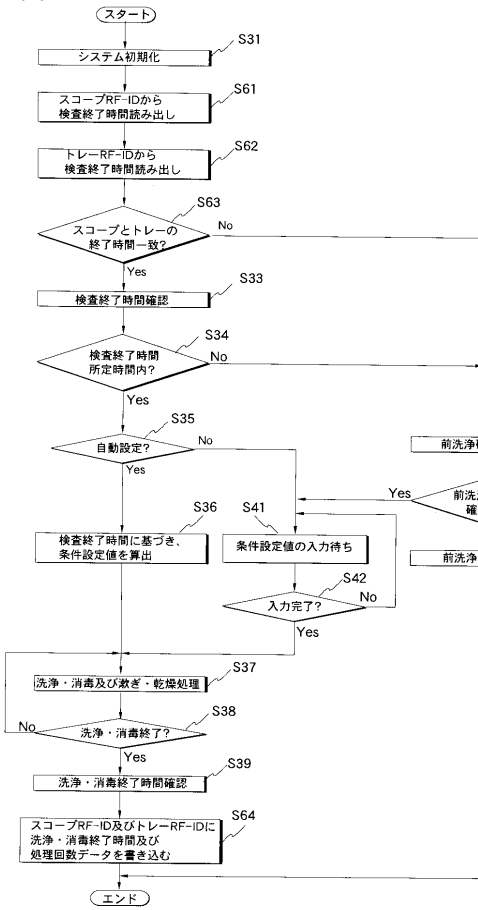 スタート
S31
システム初期化
S61
スコープRF-IDから
検査終了時間読み出し
S62
トレーRF-IDから
検査終了時間読み出し
S63
スコープとトレーの
終了時間一致?
No
Yes
S33
検査終了時間確認
S34
検査終了時間
所定時間内?
No
Yes
S35
自動設定?
No
Yes
前洗浄
Yes
前洗
S36
検査終了時間に基づき、
条件設定値を算出
S41
条件設定値の入力待ち
前洗浄
S42
入力完了?
No
Yes
S37
洗浄・消毒及び漱ぎ・乾燥処理
S38
洗浄・消毒終了?
No
Yes
S39
洗浄・消毒終了時間確認
S64
スコープRF-ID及びトレーRF-IDに
洗浄・消毒終了時間及び
処理回数データを書き込む
エンド